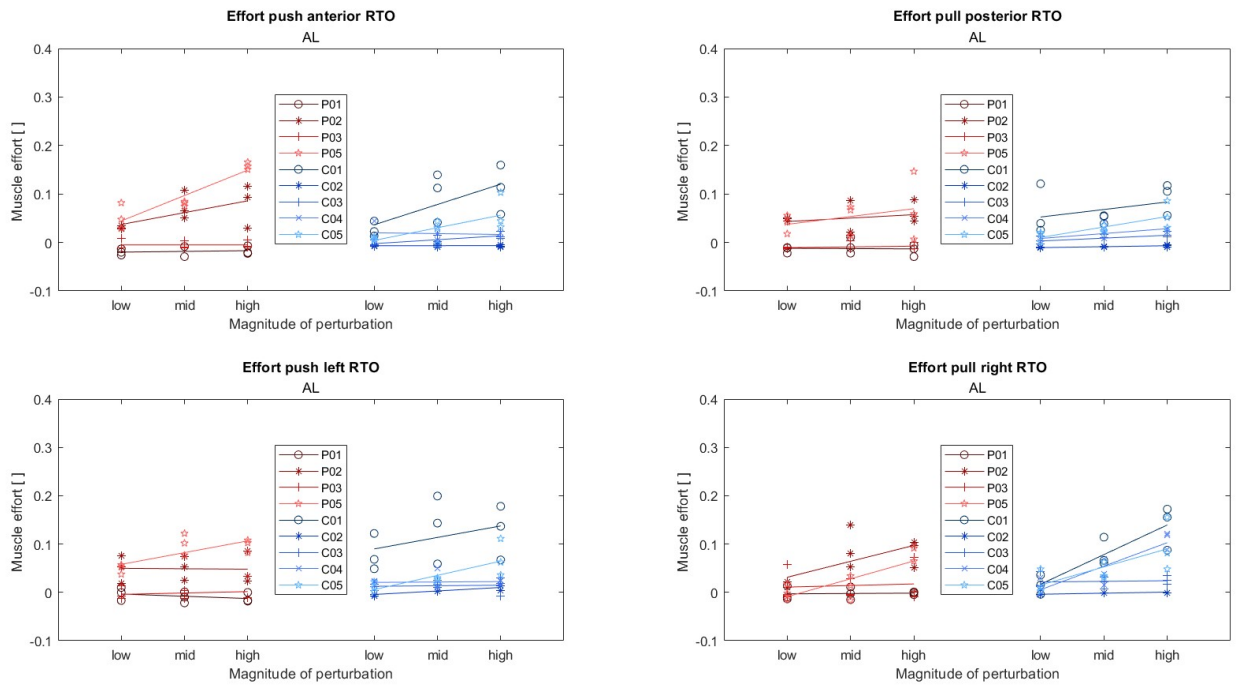 Effort push anterior RTO
AL
0.4
0.3
0.2
0.1
0
-0.1
Muscle effort [ ]
P01
P02
P03
P05
C01
C02
C03
C04
C05
low
mid
high
low
mid
high
Magnitude of perturbation
Effort pull posterior RTO
AL
0.4
0.3
0.2
0.1
0
-0.1
Muscle effort [ ]
P01
P02
P03
P05
C01
C02
C03
C04
C05
low
mid
high
low
mid
high
Magnitude of perturbation
Effort push left RTO
AL
0.4
0.3
0.2
0.1
0
-0.1
Muscle effort [ ]
P01
P02
P03
P05
C01
C02
C03
C04
C05
low
mid
high
low
mid
high
Magnitude of perturbation
Effort pull right RTO
AL
0.4
0.3
0.2
0.1
0
-0.1
Muscle effort [ ]
P01
P02
P03
P05
C01
C02
C03
C04
C05
low
mid
high
low
mid
high
Magnitude of perturbation